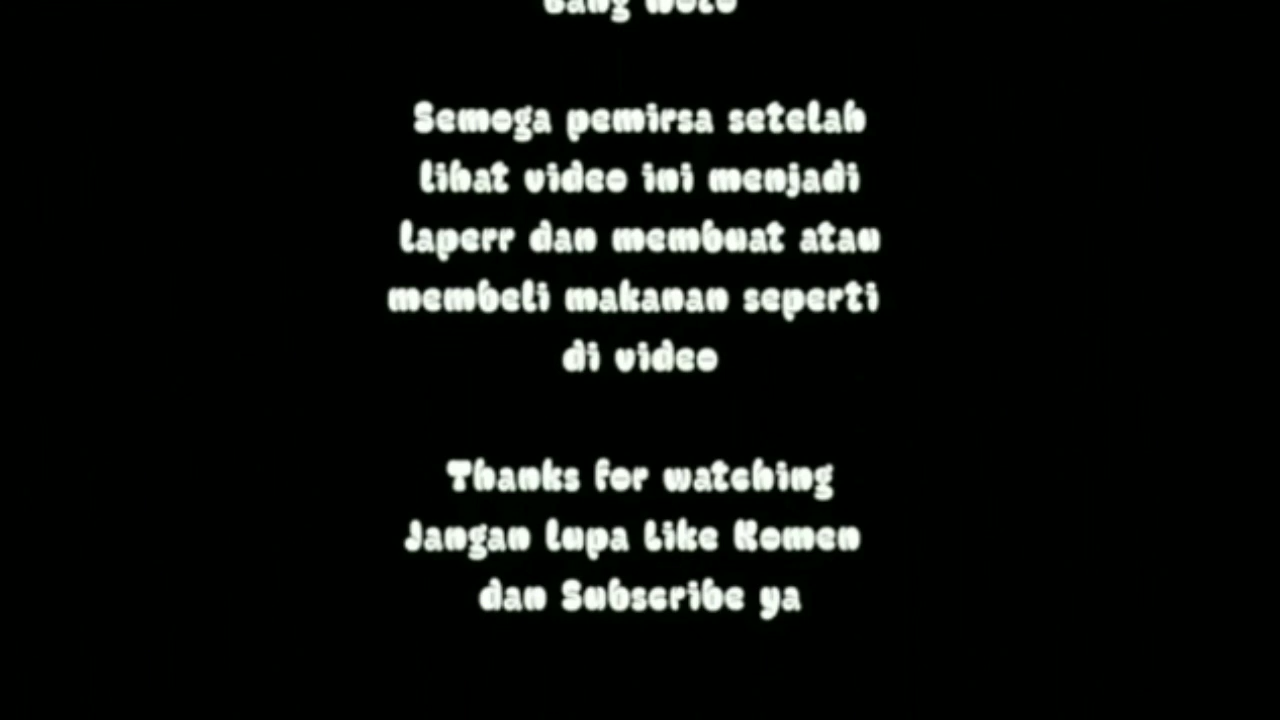 Semoga pemirsa setelah
lihat video ini menjadi
laperr dan membuat atau
membeli makanan seperti
di video
Thanks for watching
Jangan lupa Like Komen
dan Subscribe ya